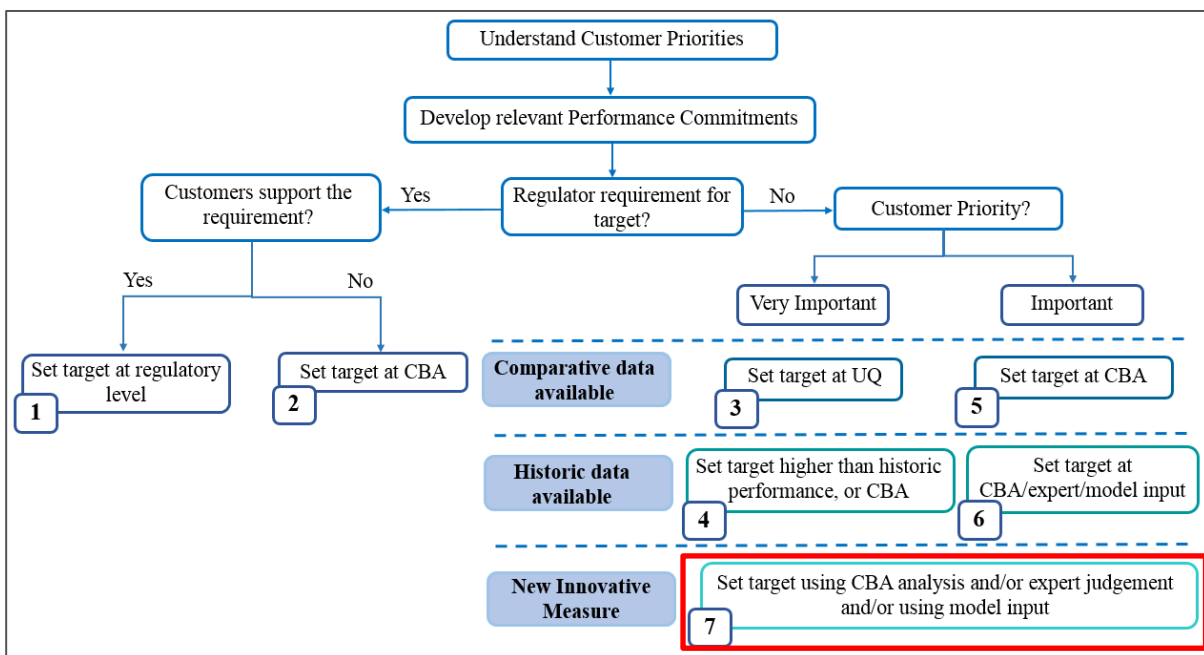 Understand Customer Priorities
Develop relevant Performance Commitments
Customers support the
requirement?
Yes
Regulator requirement for
target?
No
Customer Priority?
Yes
No
Very Important
Important
Set target at regulatory
level
1
Set target at CBA
2
Comparative data
available
Set target at UQ
3
Set target at CBA
5
Historic data
available
Set target higher than historic
performance, or CBA
4
Set target at
CBA/expert/model input
6
New Innovative
Measure
Set target using CBA analysis and/or expert judgement
and/or using model input
7